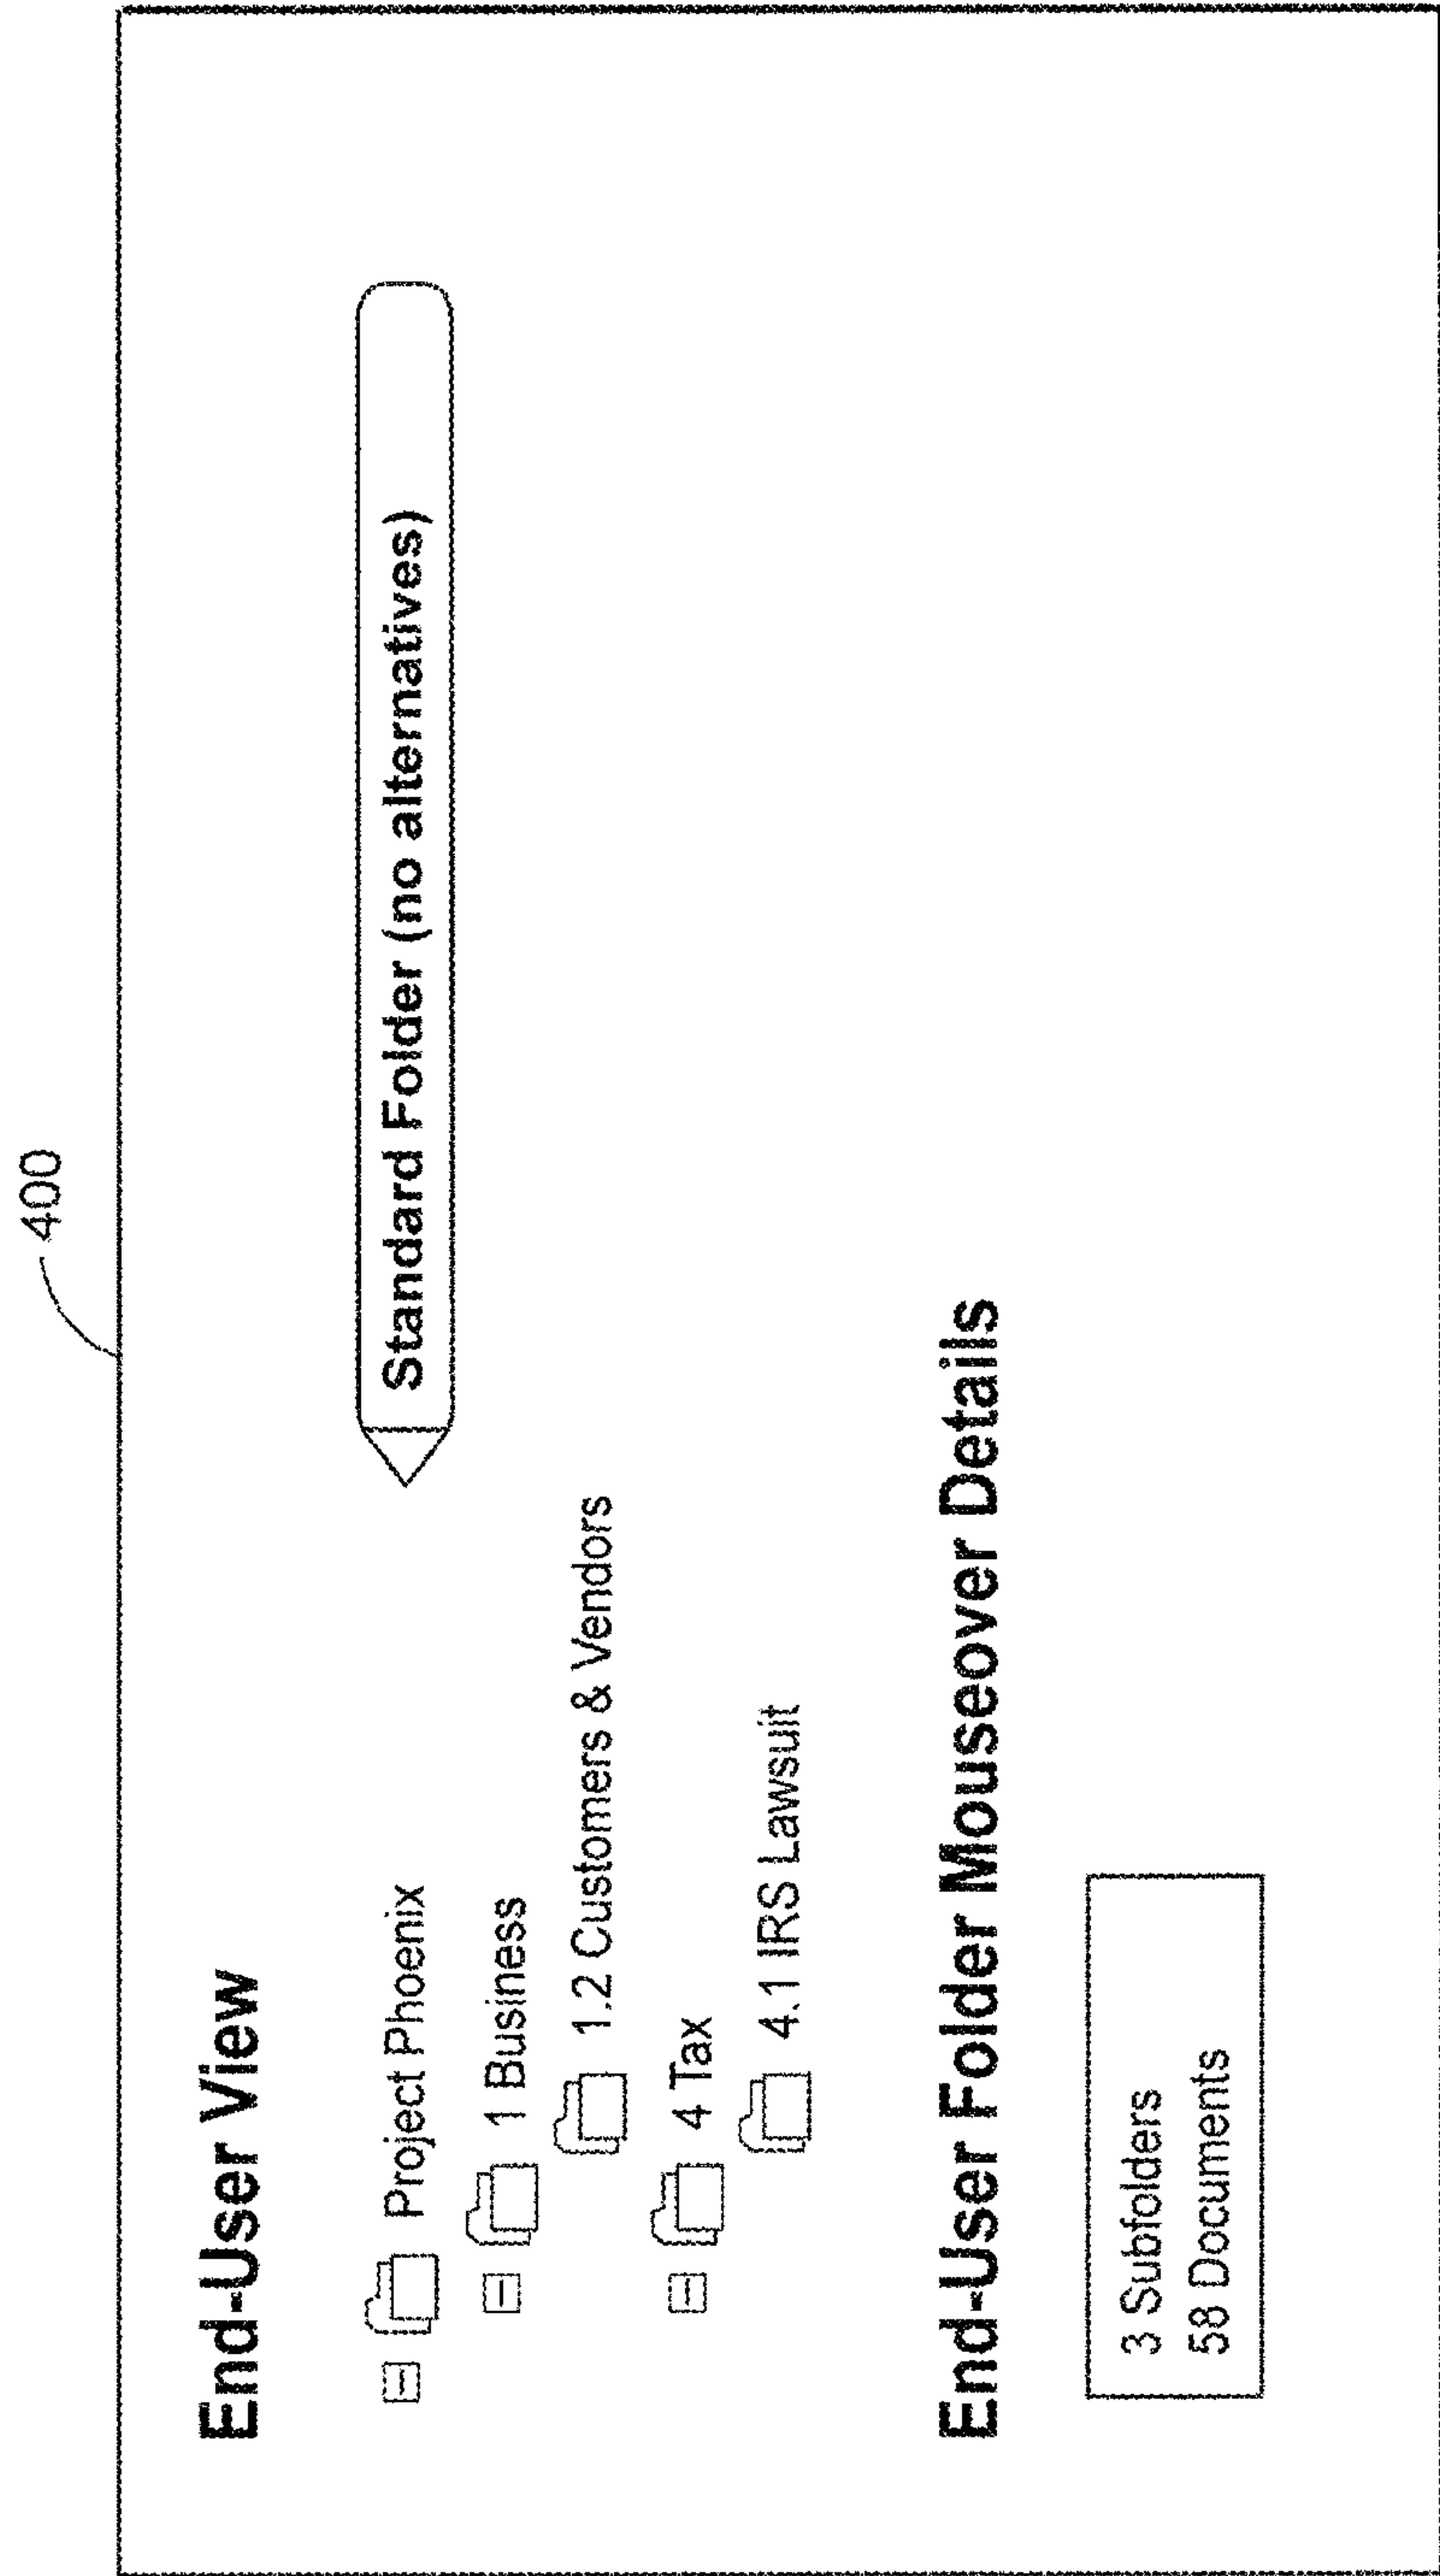 400
End-User View
Project Phoenix
Standard Folder (no alternatives)
1 Business
1.2 Customers & Vendors
4 Tax
4.1 IRS Lawsuit
End-User Folder Mouseover Details
3 Subfolders
58 Documents